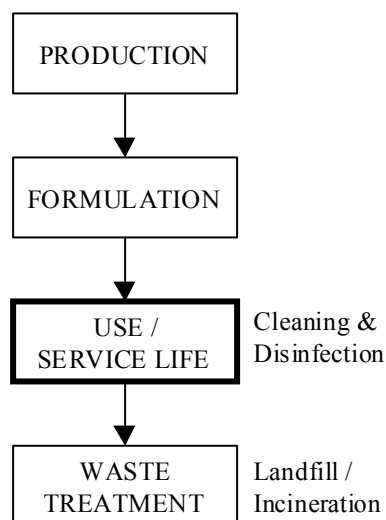 PRODUCTION
FORMULATION
USE /
SERVICE LIFE
Cleaning &
Disinfection
WASTE
TREATMENT
Landfill /
Incineration